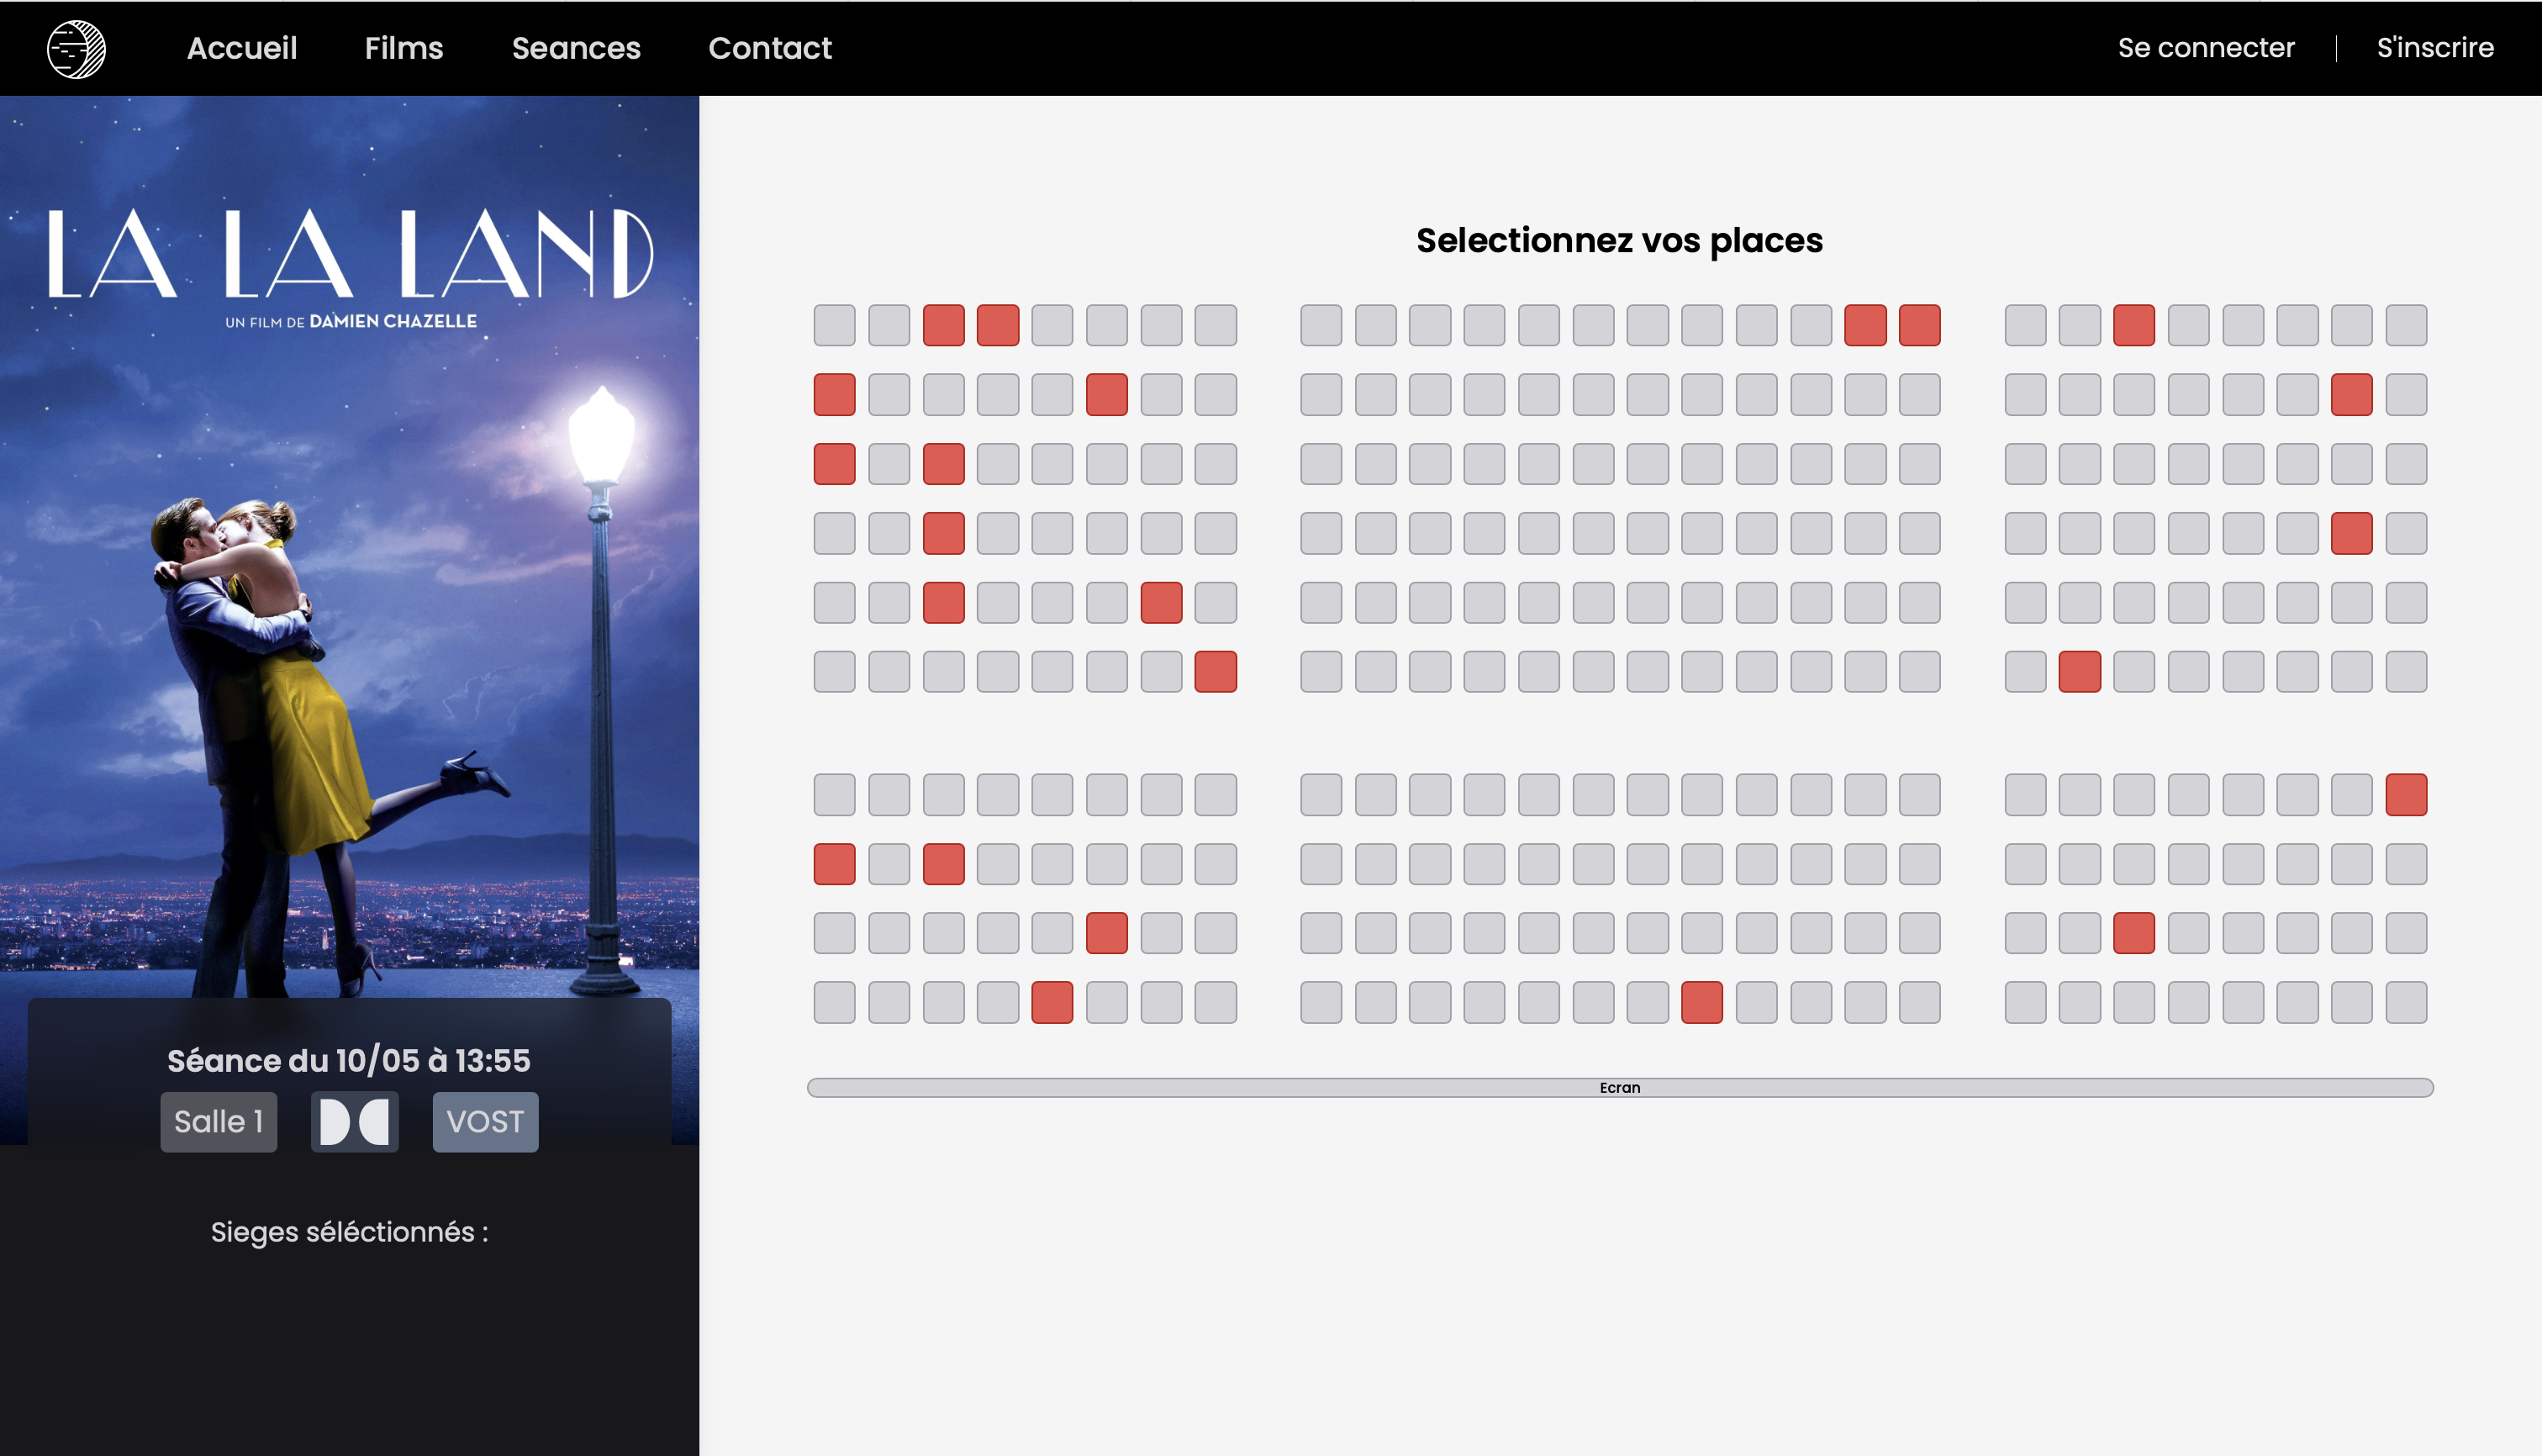 Accueil
Films
Seances
Contact
Se connecter
S'inscrire
LA LA LAND
UN FILM DE DAMIEN CHAZELLE
Séance du 10/05 à 13:55
Salle 1
VOST
Sieges séléctionnés :
Selectionnez vos places
Ecran